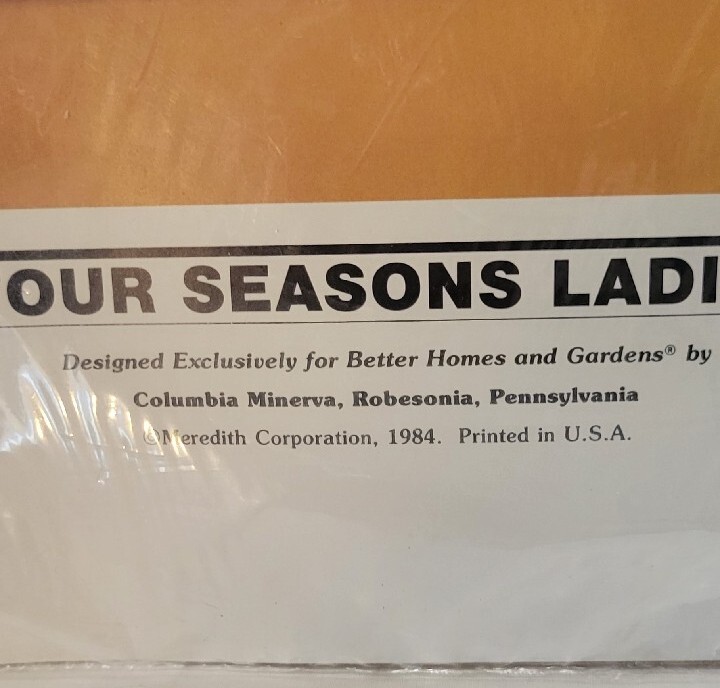 OUR SEASONS LADI
Designed Exclusively for Better Homes and Gardens® by
Columbia Minerva, Robesonia, Pennsylvania
©Meredith Corporation, 1984. Printed in U.S.A.